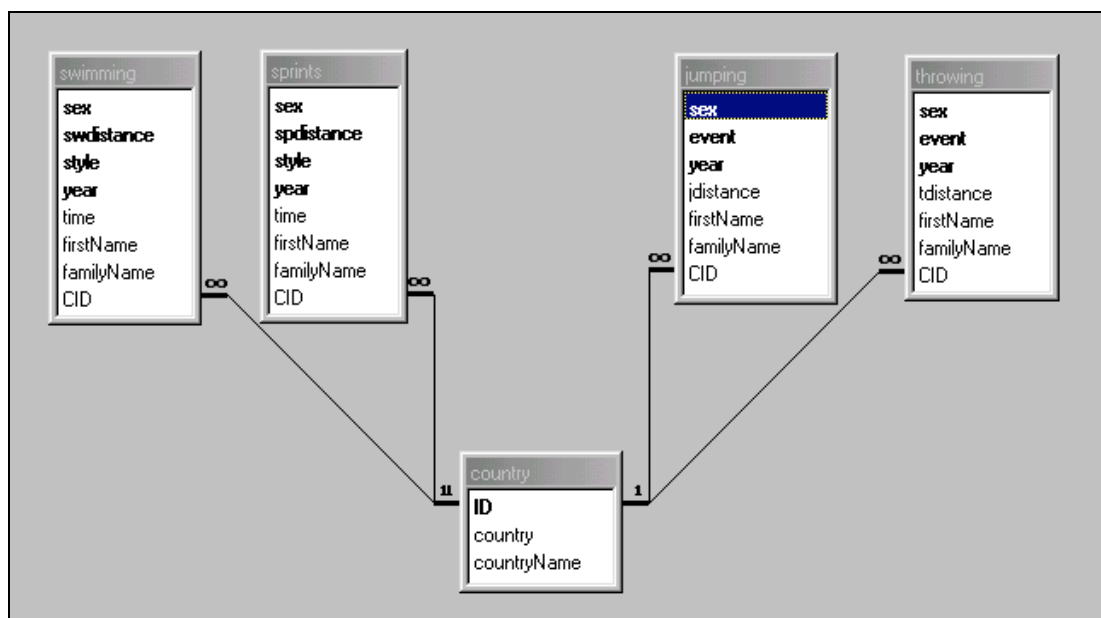 swimming
sex
swdistance
style
year
time
firstName
familyName
CID
∞
sprints
sex
spdistance
style
year
time
firstName
familyName
CID
∞
jumping
sex
event
year
jdistance
firstName
familyName
CID
∞
throwing
sex
event
year
tdistance
firstName
familyName
CID
∞
country
ID
country
countryName
11
1